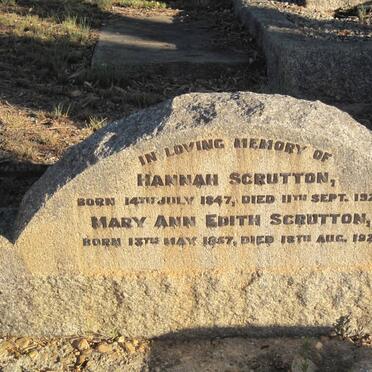 IN LOVING MEMORY OF
HANNAH SCRUTTON,
BORN 14TH JULY 1847, DIED 11TH SEPT. 192
MARY ANN EDITH SCRUTTON,
BORN 13TH MAY 1857, DIED 18TH AUG. 192